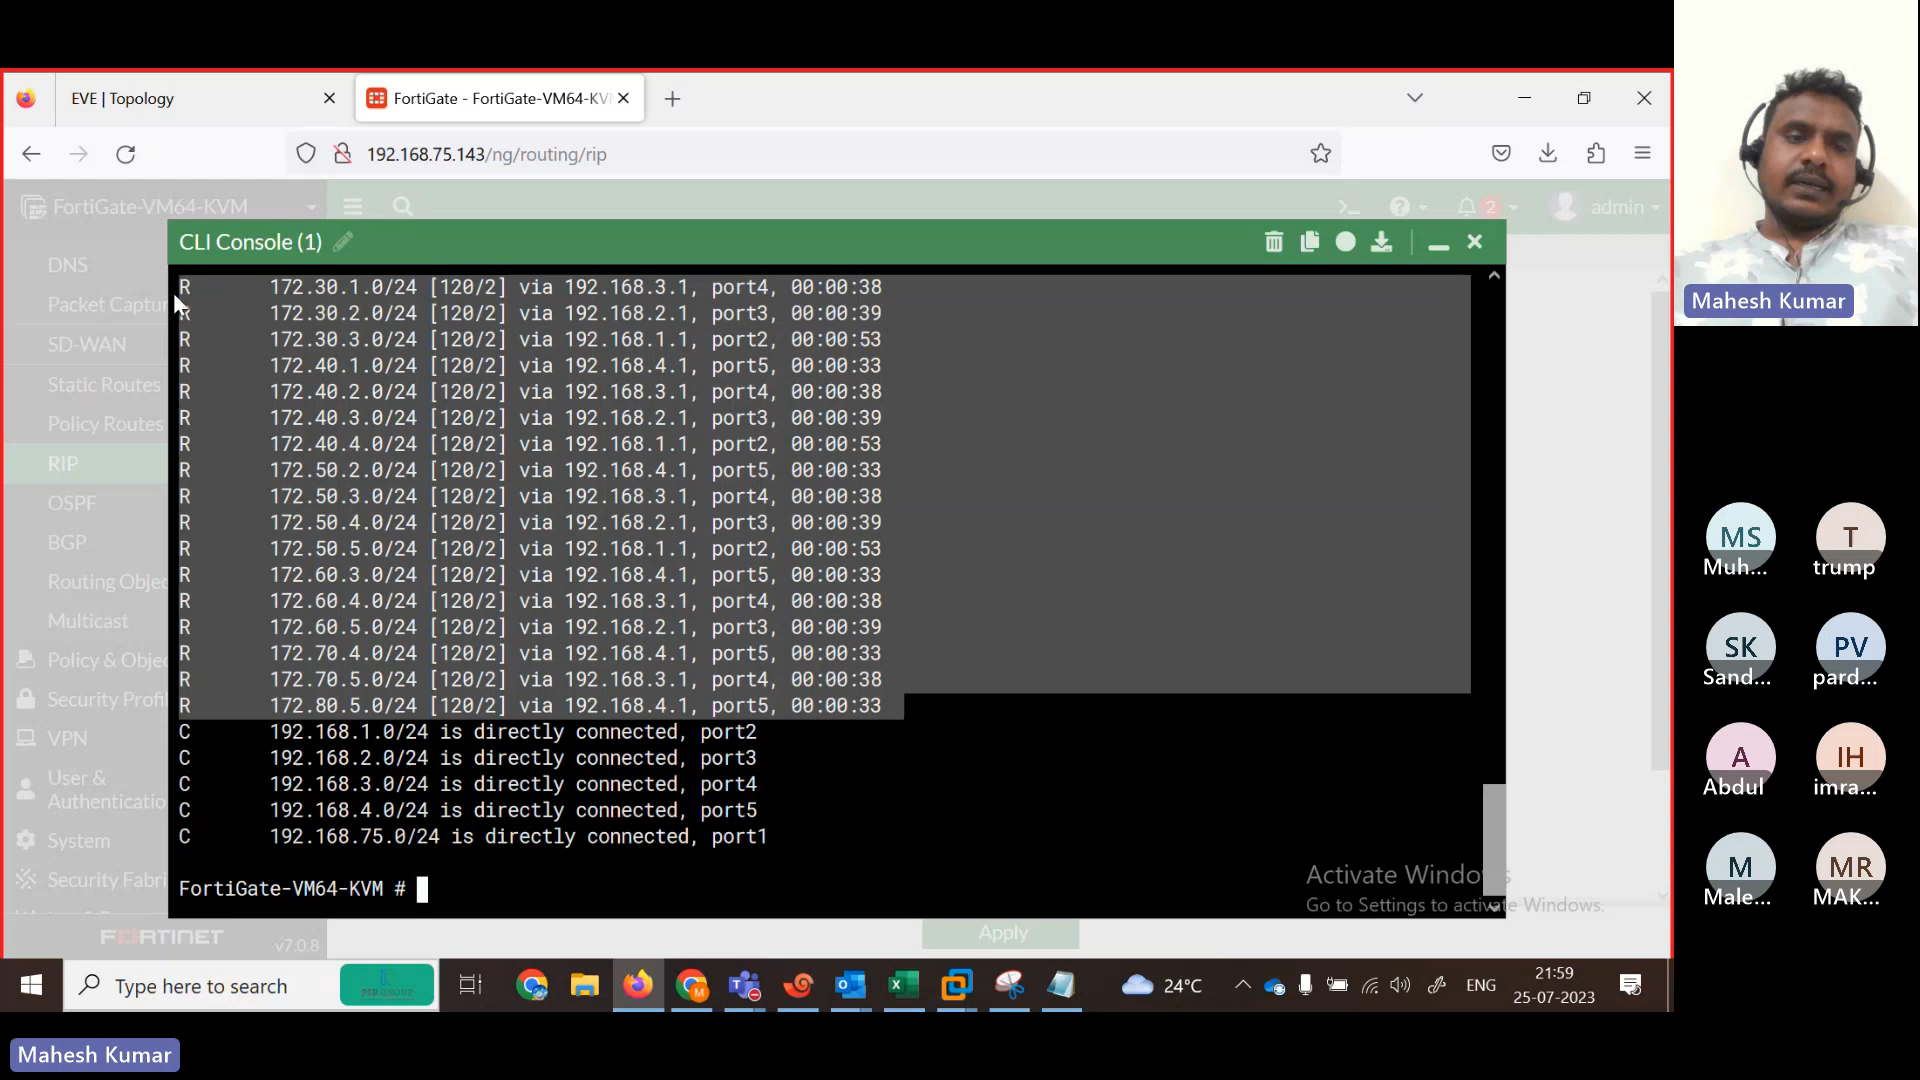 EVE | Topology
FortiGate - FortiGate-VM64-KV
192.168.75.143/ng/routing/rip
FortiGate-VM64-KVM
2
admin
CLI Console (1)
DNS
Packet Captur
SD-WAN
Static Routes
Policy Routes
RIP
OSPF
BGP
Routing Objec
Multicast
Policy & Objec
Security Profil
VPN
User &
Authenticatio
System
Security Fabri
FORTINET
v7.0.8
R 172.30.1.0/24 [120/2] via 192.168.3.1, port4, 00:00:38
R 172.30.2.0/24 [120/2] via 192.168.2.1, port3, 00:00:39
R 172.30.3.0/24 [120/2] via 192.168.1.1, port2, 00:00:53
R 172.40.1.0/24 [120/2] via 192.168.4.1, port5, 00:00:33
R 172.40.2.0/24 [120/2] via 192.168.3.1, port4, 00:00:38
R 172.40.3.0/24 [120/2] via 192.168.2.1, port3, 00:00:39
R 172.40.4.0/24 [120/2] via 192.168.1.1, port2, 00:00:53
R 172.50.2.0/24 [120/2] via 192.168.4.1, port5, 00:00:33
R 172.50.3.0/24 [120/2] via 192.168.3.1, port4, 00:00:38
R 172.50.4.0/24 [120/2] via 192.168.2.1, port3, 00:00:39
R 172.50.5.0/24 [120/2] via 192.168.1.1, port2, 00:00:53
R 172.60.3.0/24 [120/2] via 192.168.4.1, port5, 00:00:33
R 172.60.4.0/24 [120/2] via 192.168.3.1, port4, 00:00:38
R 172.60.5.0/24 [120/2] via 192.168.2.1, port3, 00:00:39
R 172.70.4.0/24 [120/2] via 192.168.4.1, port5, 00:00:33
R 172.70.5.0/24 [120/2] via 192.168.3.1, port4, 00:00:38
R 172.80.5.0/24 [120/2] via 192.168.4.1, port5, 00:00:33
C 192.168.1.0/24 is directly connected, port2
C 192.168.2.0/24 is directly connected, port3
C 192.168.3.0/24 is directly connected, port4
C 192.168.4.0/24 is directly connected, port5
C 192.168.75.0/24 is directly connected, port1
FortiGate-VM64-KVM #
Activate Windows
Go to Settings to activate Windows.
Apply
Type here to search
24°C
ENG
21:59
25-07-2023
Mahesh Kumar
MS
Muh...
T
trump
SK
Sand...
PV
pard...
A
Abdul
IH
imra...
M
Male...
MR
MAK...
Mahesh Kumar